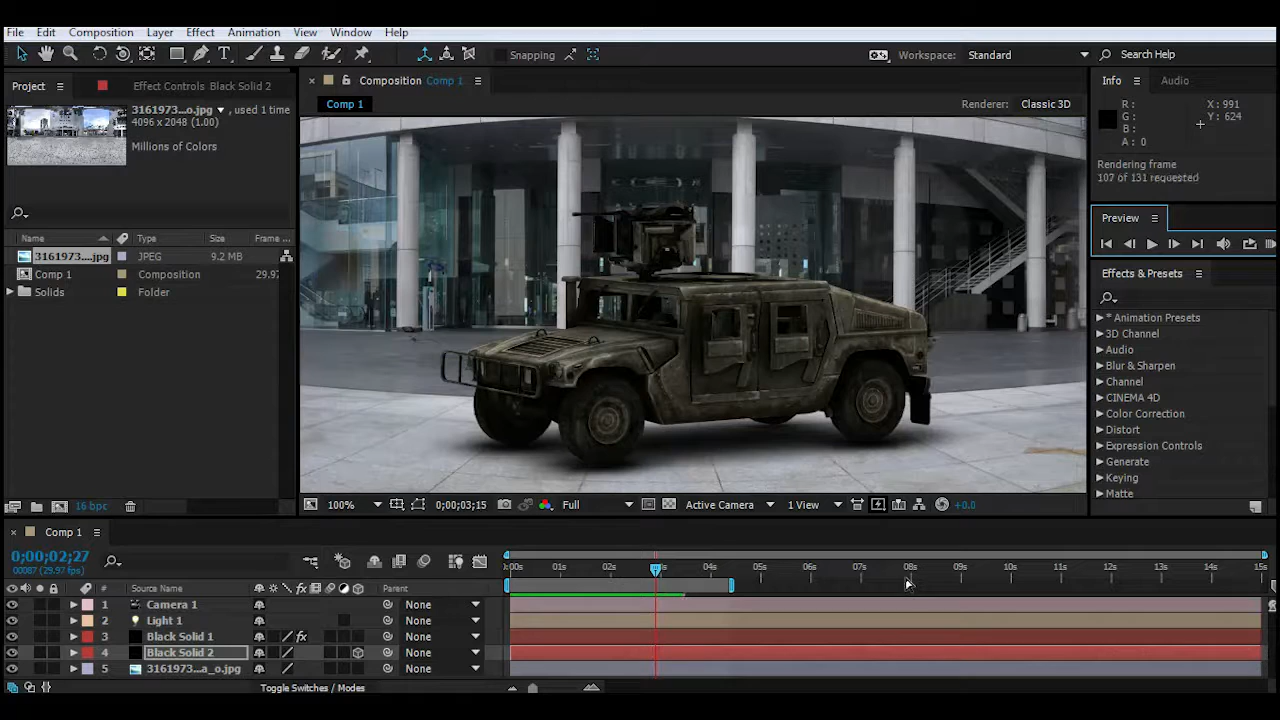 File Edit Composition Layer Effect Animation View Window Help
Snapping
Workspace: Standard
Search Help
Project
Effect Controls Black Solid 2
3161973...o.jpg , used 1 time
4096 x 2048 (1.00)
Millions of Colors
Name Type Size Frame ...
3161973....jpg JPEG 9.2 MB
Comp 1 Composition 29.97
Solids Folder
16 bpc
Composition Comp 1
Comp 1
Renderer: Classic 3D
100%
0;00;03;15
Full
Active Camera
1 View
+0.0
Info Audio
R: X: 991
G: Y: 624
B:
A: 0
Rendering frame
107 of 131 requested
Preview
Effects & Presets
* Animation Presets
3D Channel
Audio
Blur & Sharpen
Channel
CINEMA 4D
Color Correction
Distort
Expression Controls
Generate
Keying
Matte
Comp 1
0;00;02;27
00087 (29.97 fps)
:00s 01s 02s 03s 04s 05s 06s 07s 08s 09s 10s 11s 12s 13s 14s 15s
# Source Name Parent
1 Camera 1 None
2 Light 1 None
3 Black Solid 1 fx None
4 Black Solid 2 None
5 3161973...a_o.jpg None
Toggle Switches / Modes